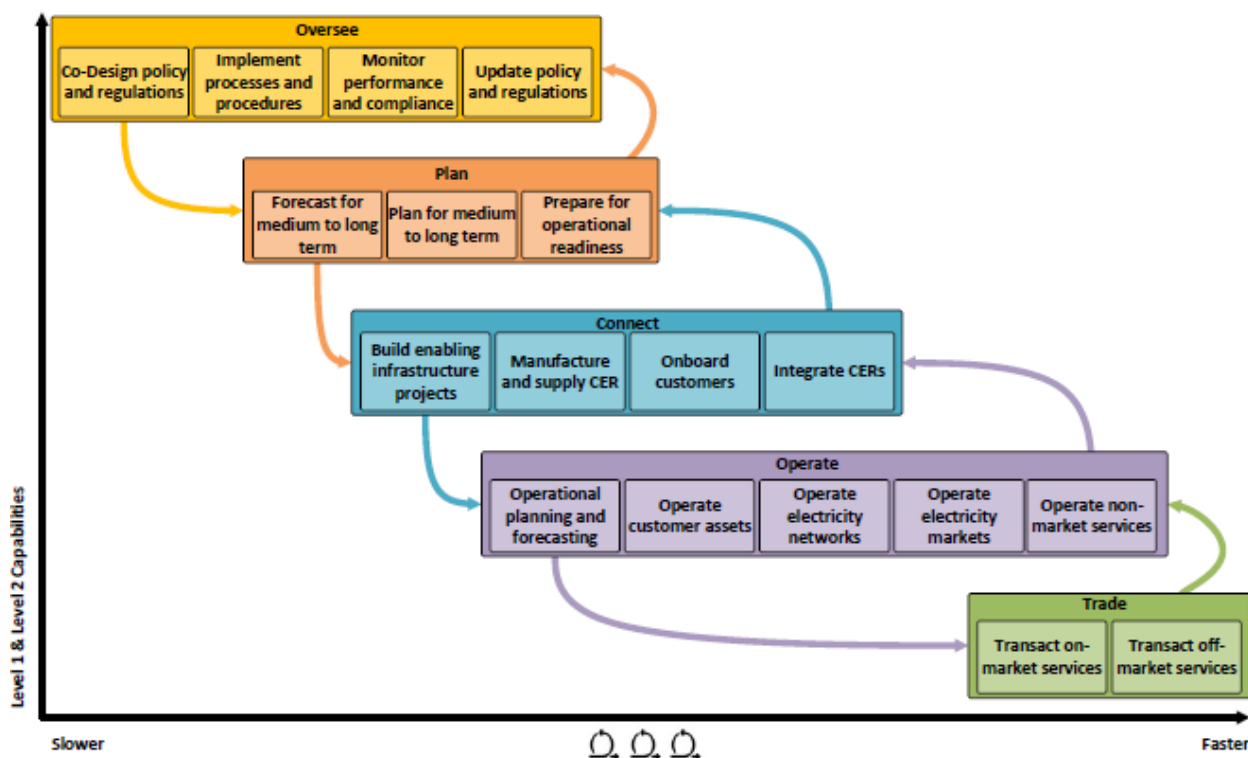 Oversee
Co-Design policy
and regulations
Implement
processes and
procedures
Monitor
performance
and compliance
Update policy
and regulations
Plan
Forecast for
medium to long
term
Plan for medium
to long term
Prepare for
operational
readiness
Connect
Build enabling
infrastructure
projects
Manufacture
and supply CER
Onboard
customers
Integrate CERs
Operate
Operational
planning and
forecasting
Operate
customer assets
Operate
electricity
networks
Operate
electricity
markets
Operate non-
market services
Trade
Transact on-
market services
Transact off-
market services
Level 1 & Level 2 Capabilities
Slower
Faster